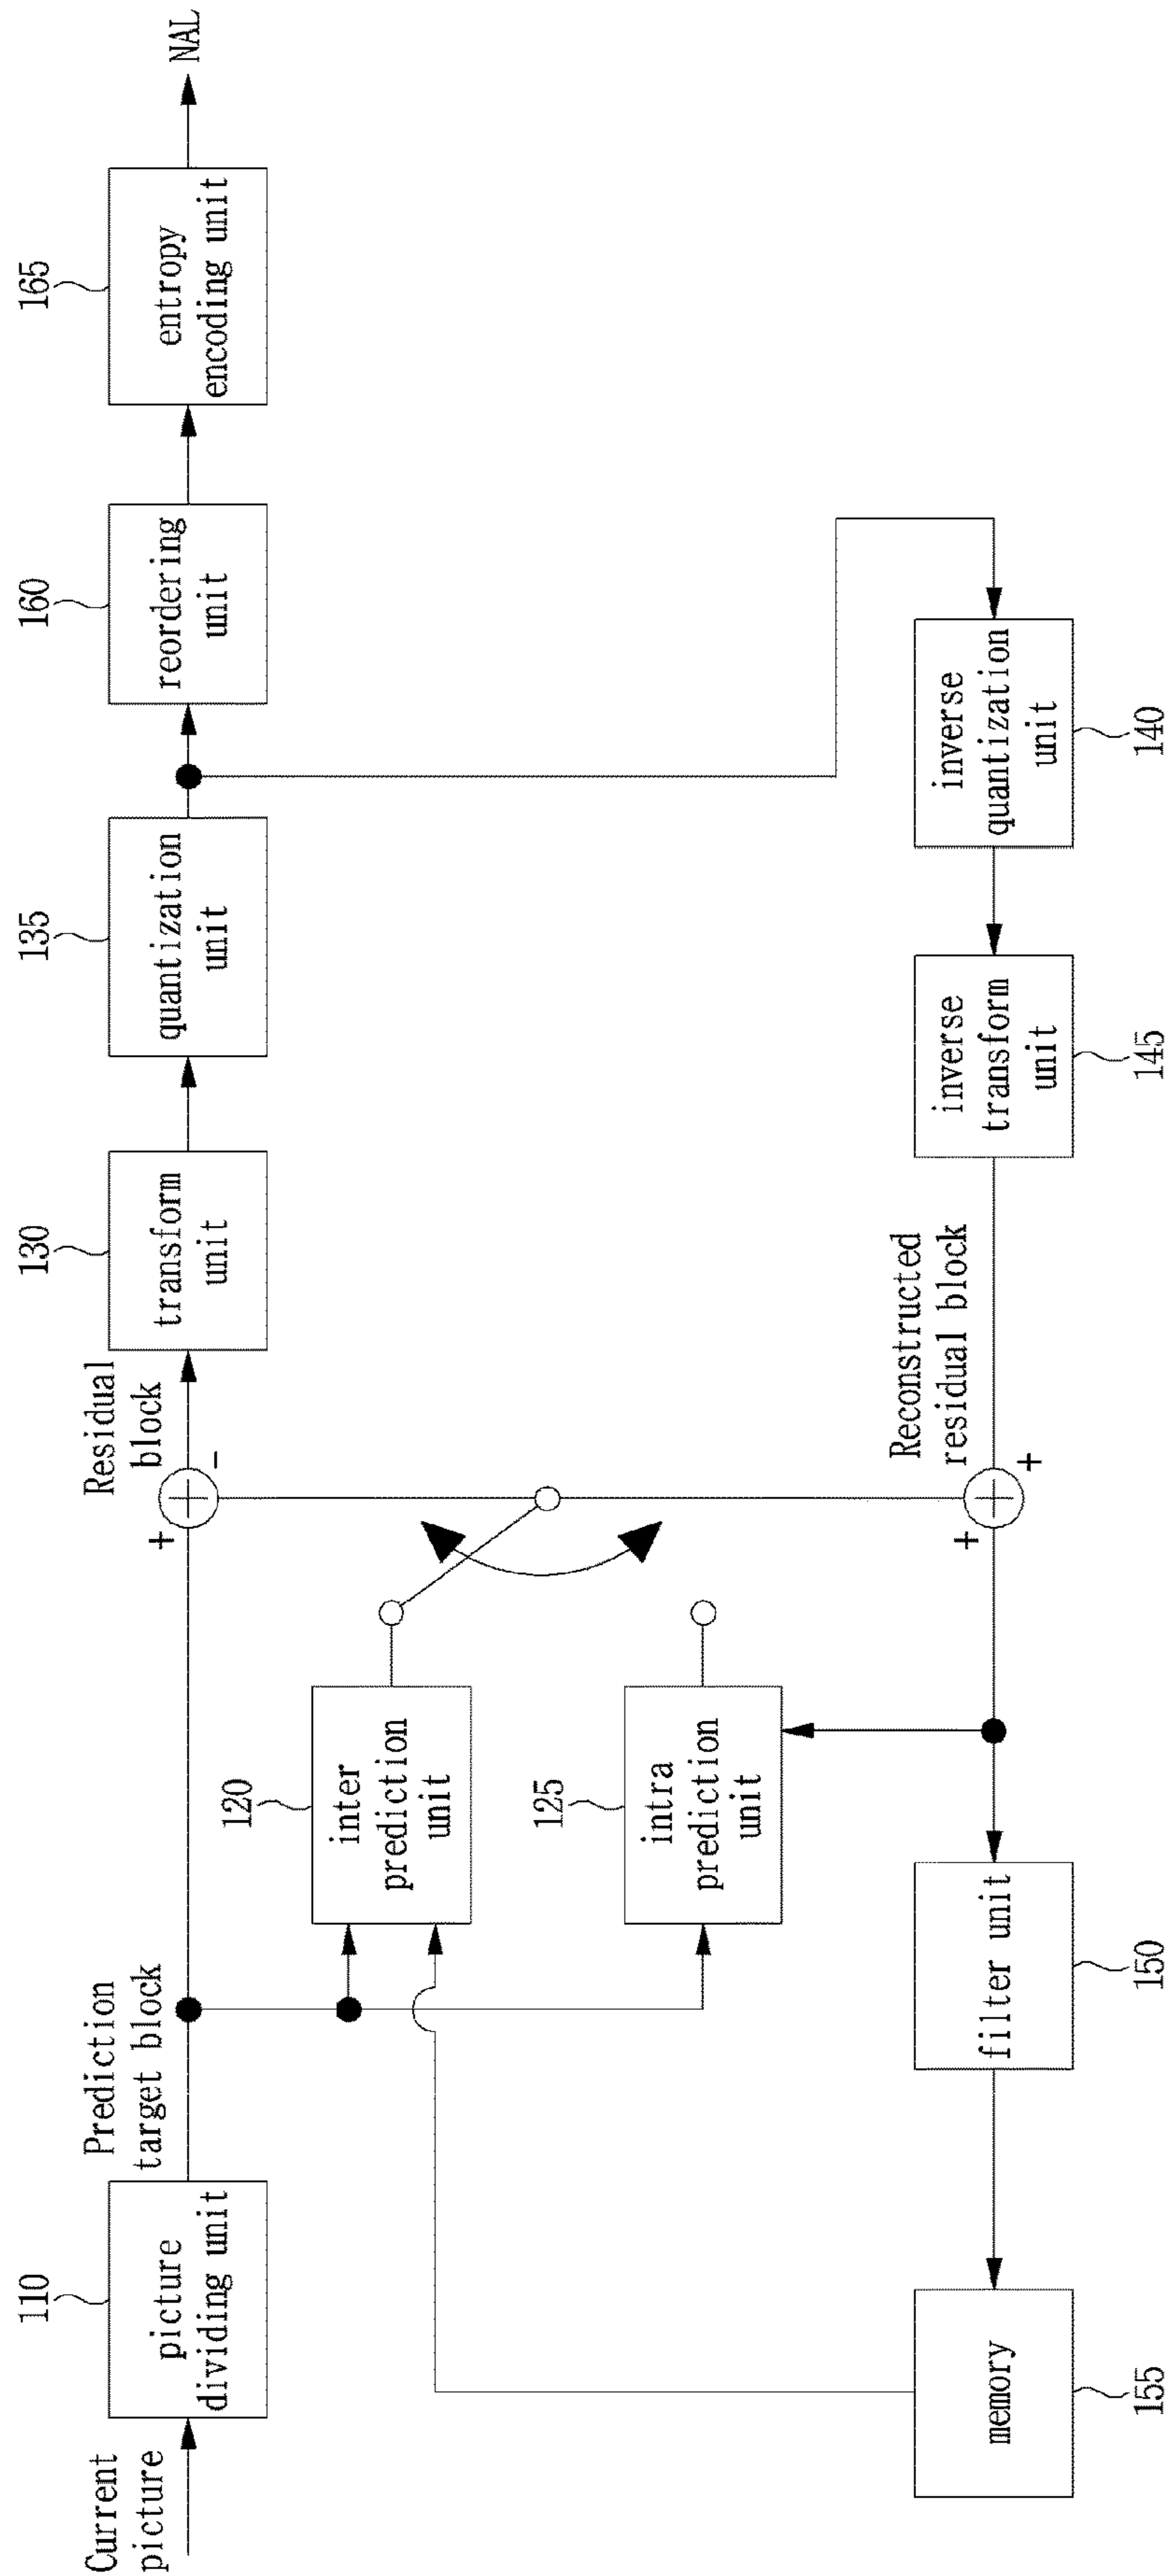 Current
picture
110
picture
dividing unit
Prediction
target block
+
-
Residual
block
130
transform
unit
135
quantization
unit
160
reordering
unit
165
entropy
encoding unit
NAL
120
inter
prediction
unit
125
intra
prediction
unit
155
memory
150
filter unit
+
+
Reconstructed
residual block
inverse
transform
unit
145
inverse
quantization
unit
140